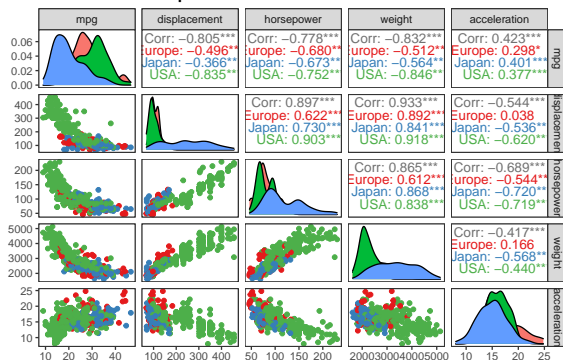 mpg displacement horsepower weight acceleration
0.06
0.04
0.02
0.00
Corr: −0.805***
Europe: −0.496**
Japan: −0.366**
USA: −0.835**
Corr: −0.778***
Europe: −0.680**
Japan: −0.673**
USA: −0.752**
Corr: −0.832***
Europe: −0.512**
Japan: −0.564**
USA: −0.846**
Corr: 0.423***
Europe: 0.298*
Japan: 0.401***
USA: 0.377***
mpg
400
300
200
100
Corr: 0.897***
Europe: 0.622***
Japan: 0.730***
USA: 0.903***
Corr: 0.933***
Europe: 0.892***
Japan: 0.841***
USA: 0.918***
Corr: −0.544***
Europe: 0.038
Japan: −0.536**
USA: −0.620**
displacement
200
150
100
50
Corr: 0.865***
Europe: 0.612***
Japan: 0.868***
USA: 0.838***
Corr: −0.689***
Europe: −0.544**
Japan: −0.720**
USA: −0.719**
horsepower
5000
4000
3000
2000
Corr: −0.417***
Europe: 0.166
Japan: −0.568**
USA: −0.440**
weight
25
20
15
10
acceleration
10 20 30 40
100 200 300 400
50 100 150 200
2000 3000 4000 5000
10 15 20 25